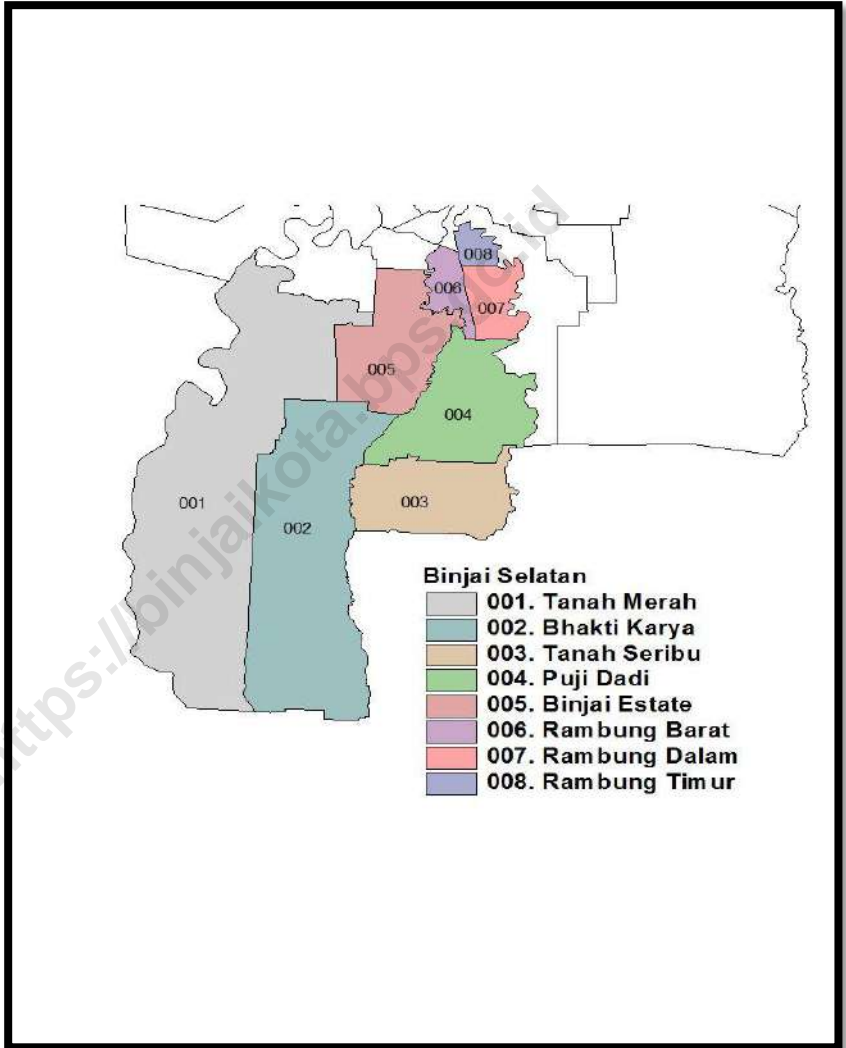 008
006
007
005
004
001
003
002
Binjai Selatan
001. Tanah Merah
002. Bhakti Karya
003. Tanah Seribu
004. Puji Dadi
005. Binjai Estate
006. Rambung Barat
007. Rambung Dalam
008. Rambung Timur
https://binjaikota.bps.go.id